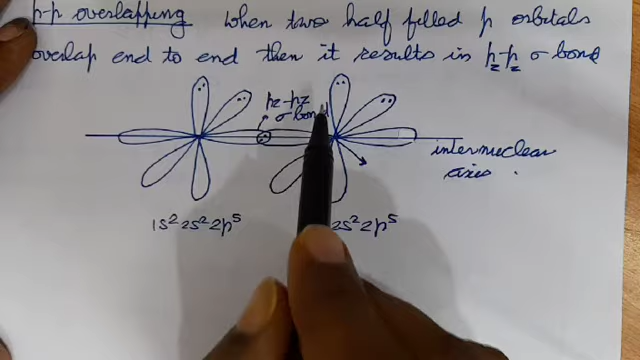 p-p overlapping when two half filled p orbitals
overlap end to end then it results in pz-pz σ bond
pz-pz
σ bond
internuclear
axis.
1s² 2s² 2p⁵
2s² 2p⁵